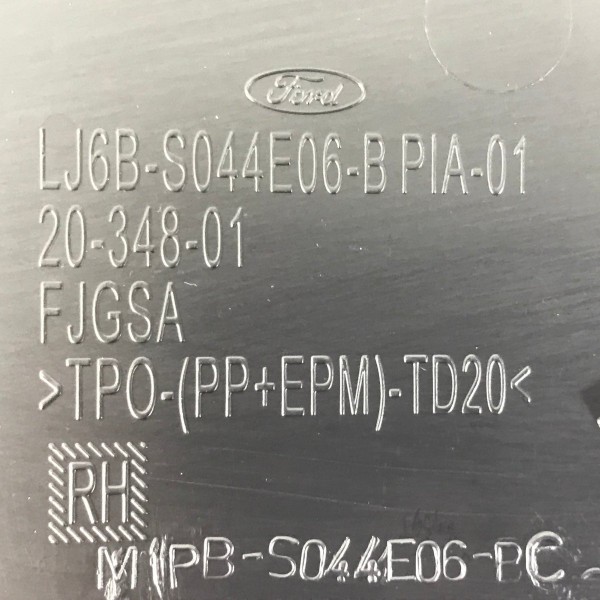 Ford
LJ6B-S044E06-B PIA-01
20-348-01
FJGSA
>TPO-(PP+EPM)-TD20<
RH
M1PB-S044E06-BC